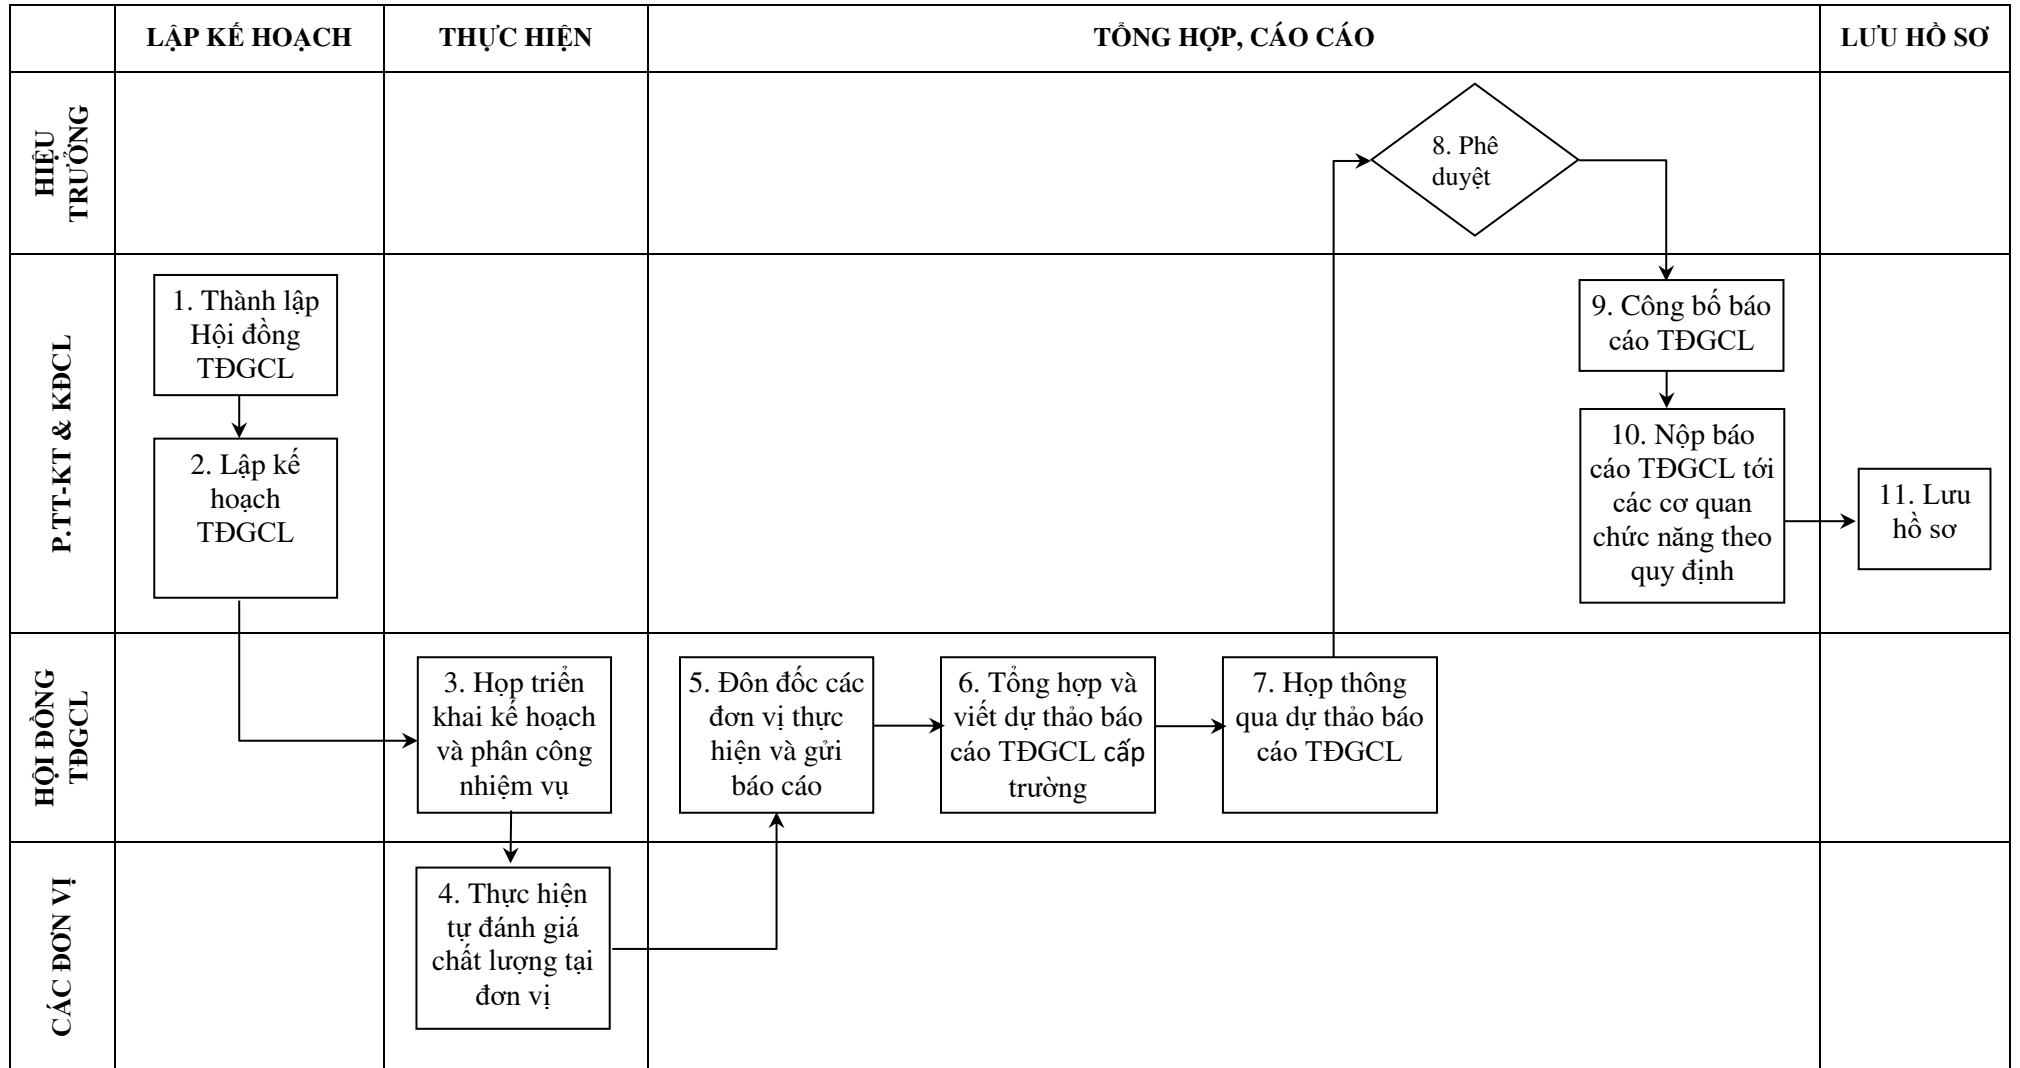 LẬP KẾ HOẠCH
THỰC HIỆN
TỔNG HỢP, CÁO CÁO
LƯU HỒ SƠ
HIỆU
TRƯỞNG
8. Phê
duyệt
P.TT-KT & KĐCL
1. Thành lập
Hội đồng
TĐGCL
2. Lập kế
hoạch
TĐGCL
9. Công bố báo
cáo TĐGCL
10. Nộp báo
cáo TĐGCL tới
các cơ quan
chức năng theo
quy định
11. Lưu
hồ sơ
HỘI ĐỒNG
TĐGCL
3. Họp triển
khai kế hoạch
và phân công
nhiệm vụ
5. Đôn đốc các
đơn vị thực
hiện và gửi
báo cáo
6. Tổng hợp và
viết dự thảo báo
cáo TĐGCL cấp
trường
7. Họp thông
qua dự thảo báo
cáo TĐGCL
CÁC ĐƠN VỊ
4. Thực hiện
tự đánh giá
chất lượng tại
đơn vị